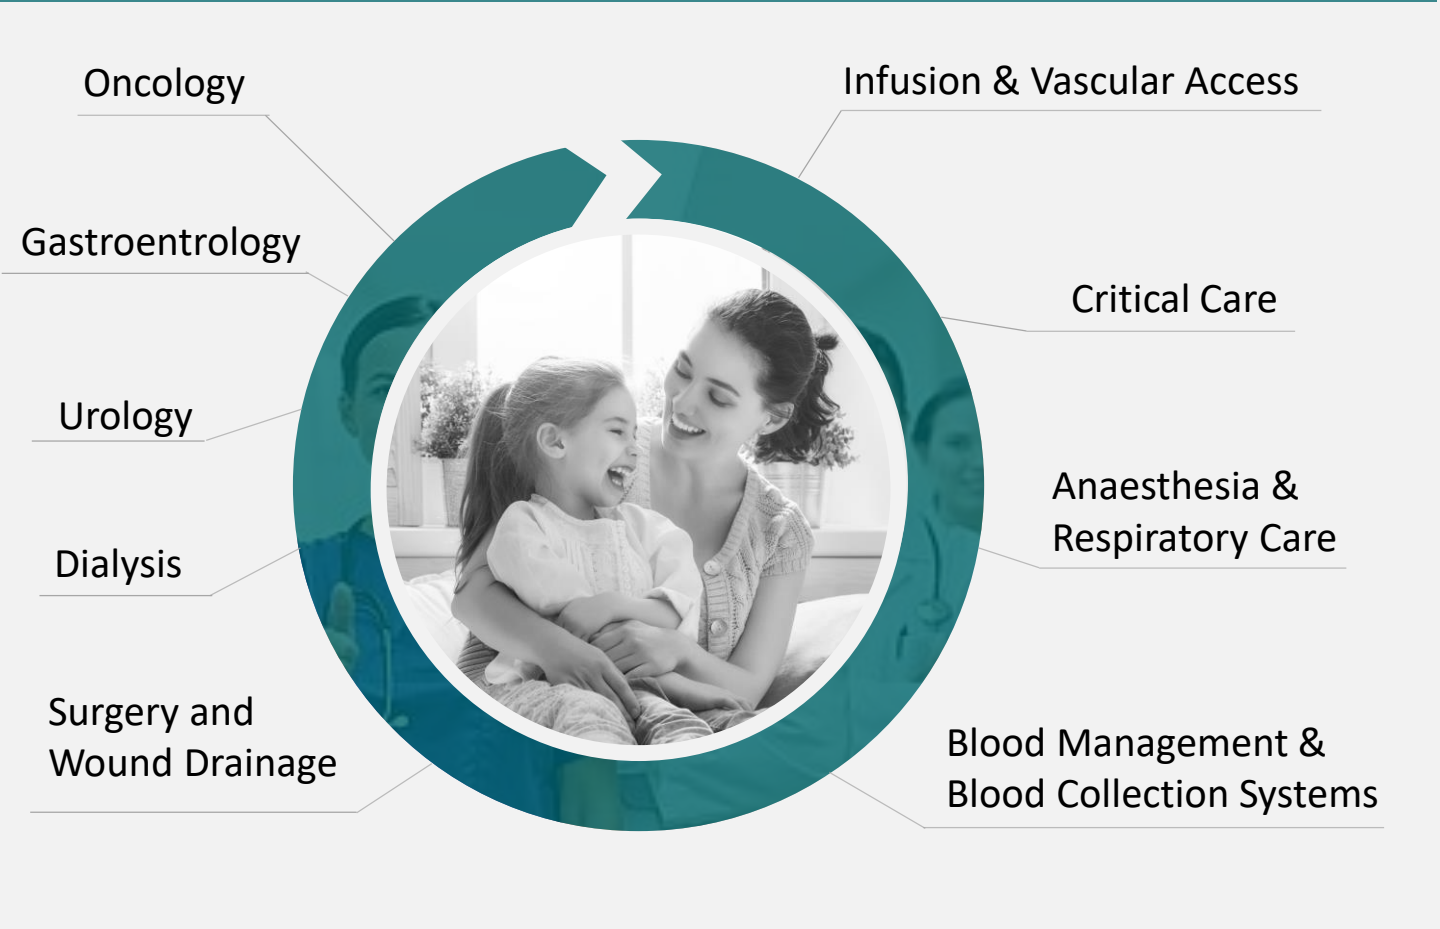 Oncology
Infusion & Vascular Access
Gastroentrology
Critical Care
Urology
Anaesthesia &
Respiratory Care
Dialysis
Surgery and
Wound Drainage
Blood Management &
Blood Collection Systems